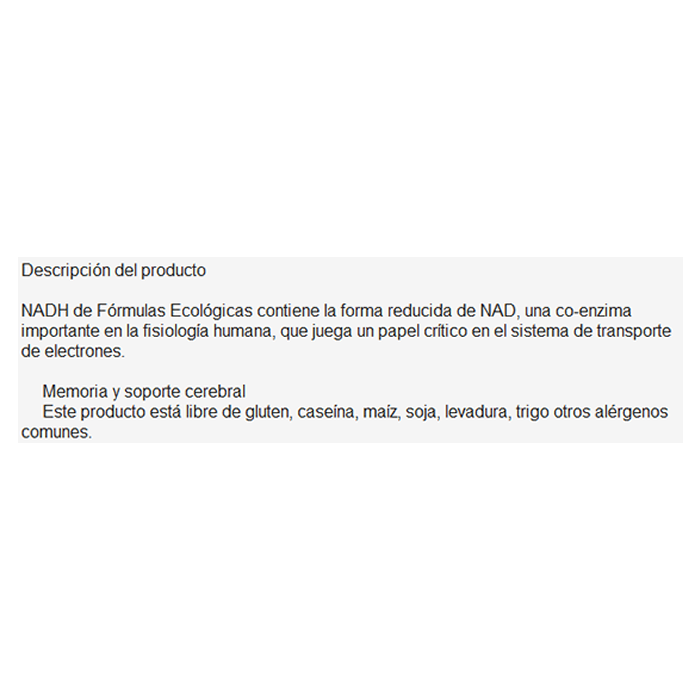 Descripción del producto
NADH de Fórmulas Ecológicas contiene la forma reducida de NAD, una co-enzima
importante en la fisiología humana, que juega un papel crítico en el sistema de transporte
de electrones.
Memoria y soporte cerebral
Este producto está libre de gluten, caseína, maíz, soja, levadura, trigo otros alérgenos
comunes.